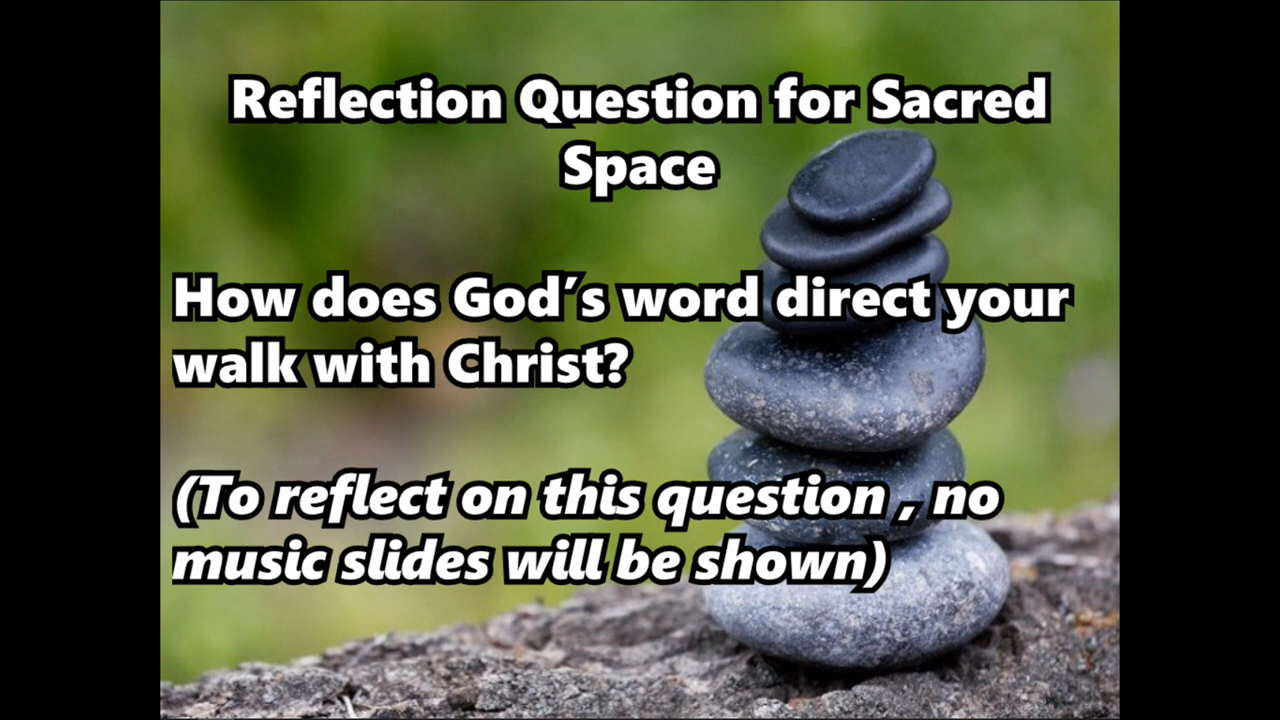 Reflection Question for Sacred
Space
How does God´s word direct your
walk with Christ?
(To reflect on this question , no
music slides will be shown)